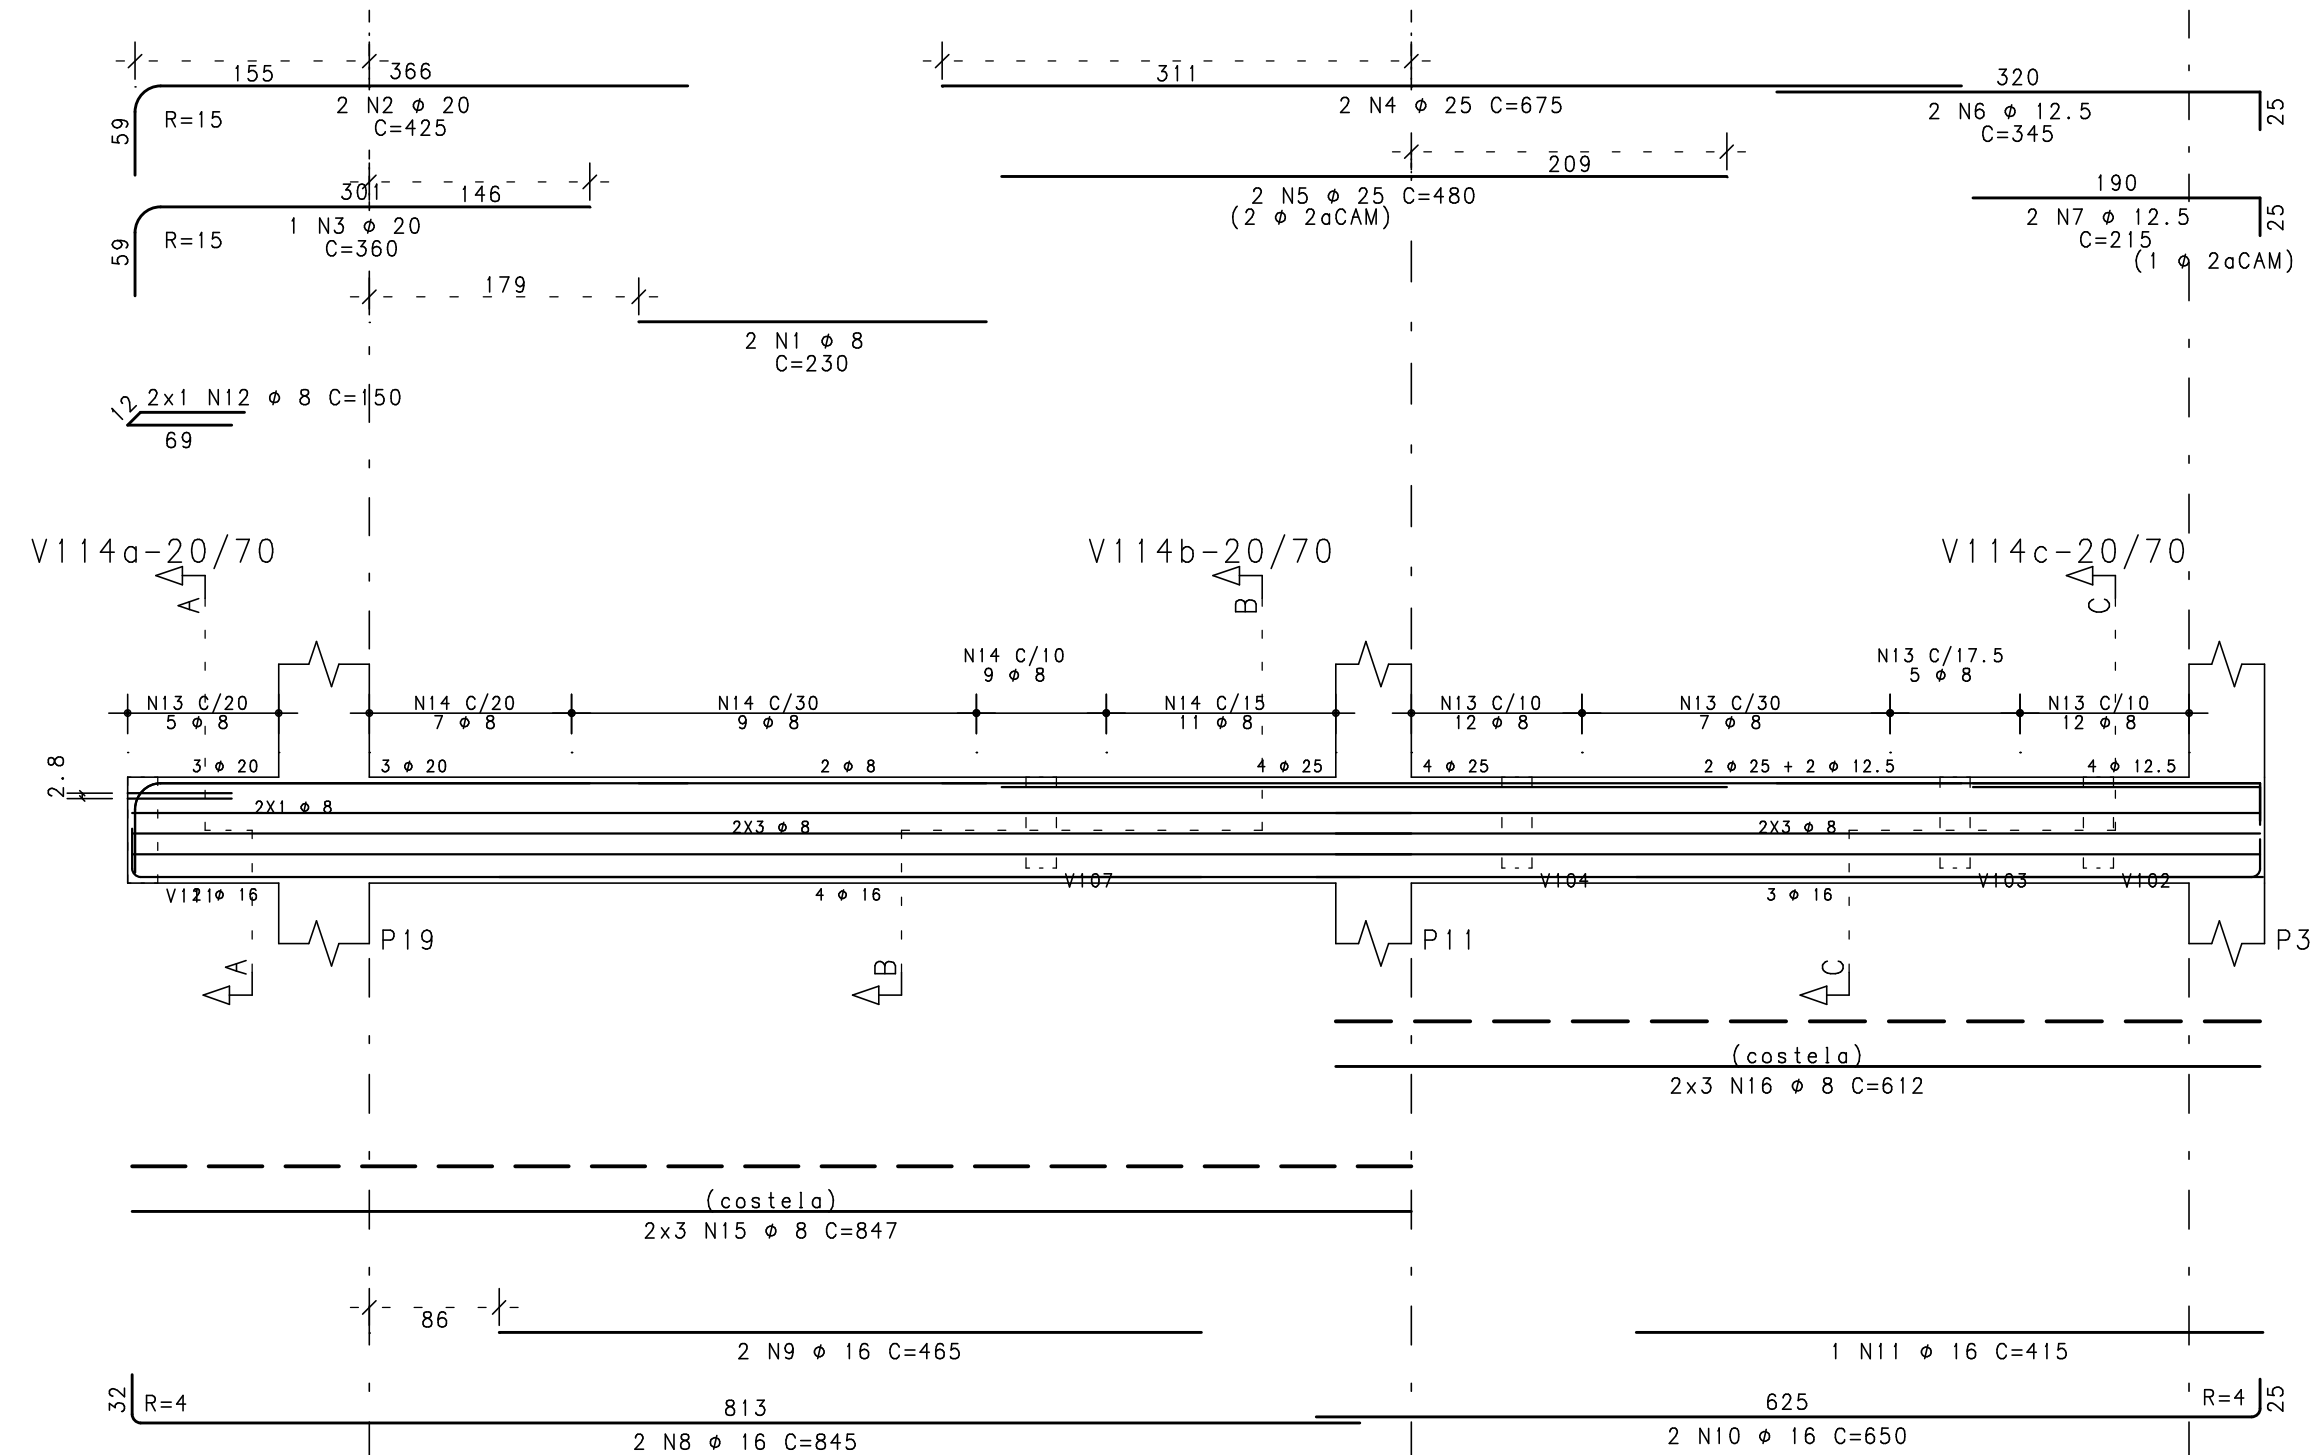 155
366
2 N2 φ 20
C=425
R=15
59
311
2 N4 φ 25 C=675
320
2 N6 φ 12.5
C=345
25
301
146
1 N3 φ 20
C=360
R=15
59
209
2 N5 φ 25 C=480
(2 φ 2aCAM)
190
2 N7 φ 12.5
C=215
(1 φ 2aCAM)
25
179
2 N1 φ 8
C=230
2x1 N12 φ 8 C=150
12
69
V114a-20/70
V114b-20/70
V114c-20/70
A
B
C
N13 C/20
5 φ 8
N14 C/20
7 φ 8
N14 C/30
9 φ 8
N14 C/10
9 φ 8
N14 C/15
11 φ 8
N13 C/10
12 φ 8
N13 C/30
7 φ 8
N13 C/17.5
5 φ 8
N13 C/10
12 φ 8
2.8
3 φ 20
3 φ 20
2 φ 8
4 φ 25
4 φ 25
2 φ 25 + 2 φ 12.5
4 φ 12.5
2X1 φ 8
2X3 φ 8
2X3 φ 8
V107
V104
V103
V102
φ 16
4 φ 16
3 φ 16
P19
P11
P3
A
B
C
(costela)
2x3 N16 φ 8 C=612
(costela)
2x3 N15 φ 8 C=847
86
2 N9 φ 16 C=465
1 N11 φ 16 C=415
32
R=4
813
2 N8 φ 16 C=845
625
2 N10 φ 16 C=650
R=4
25